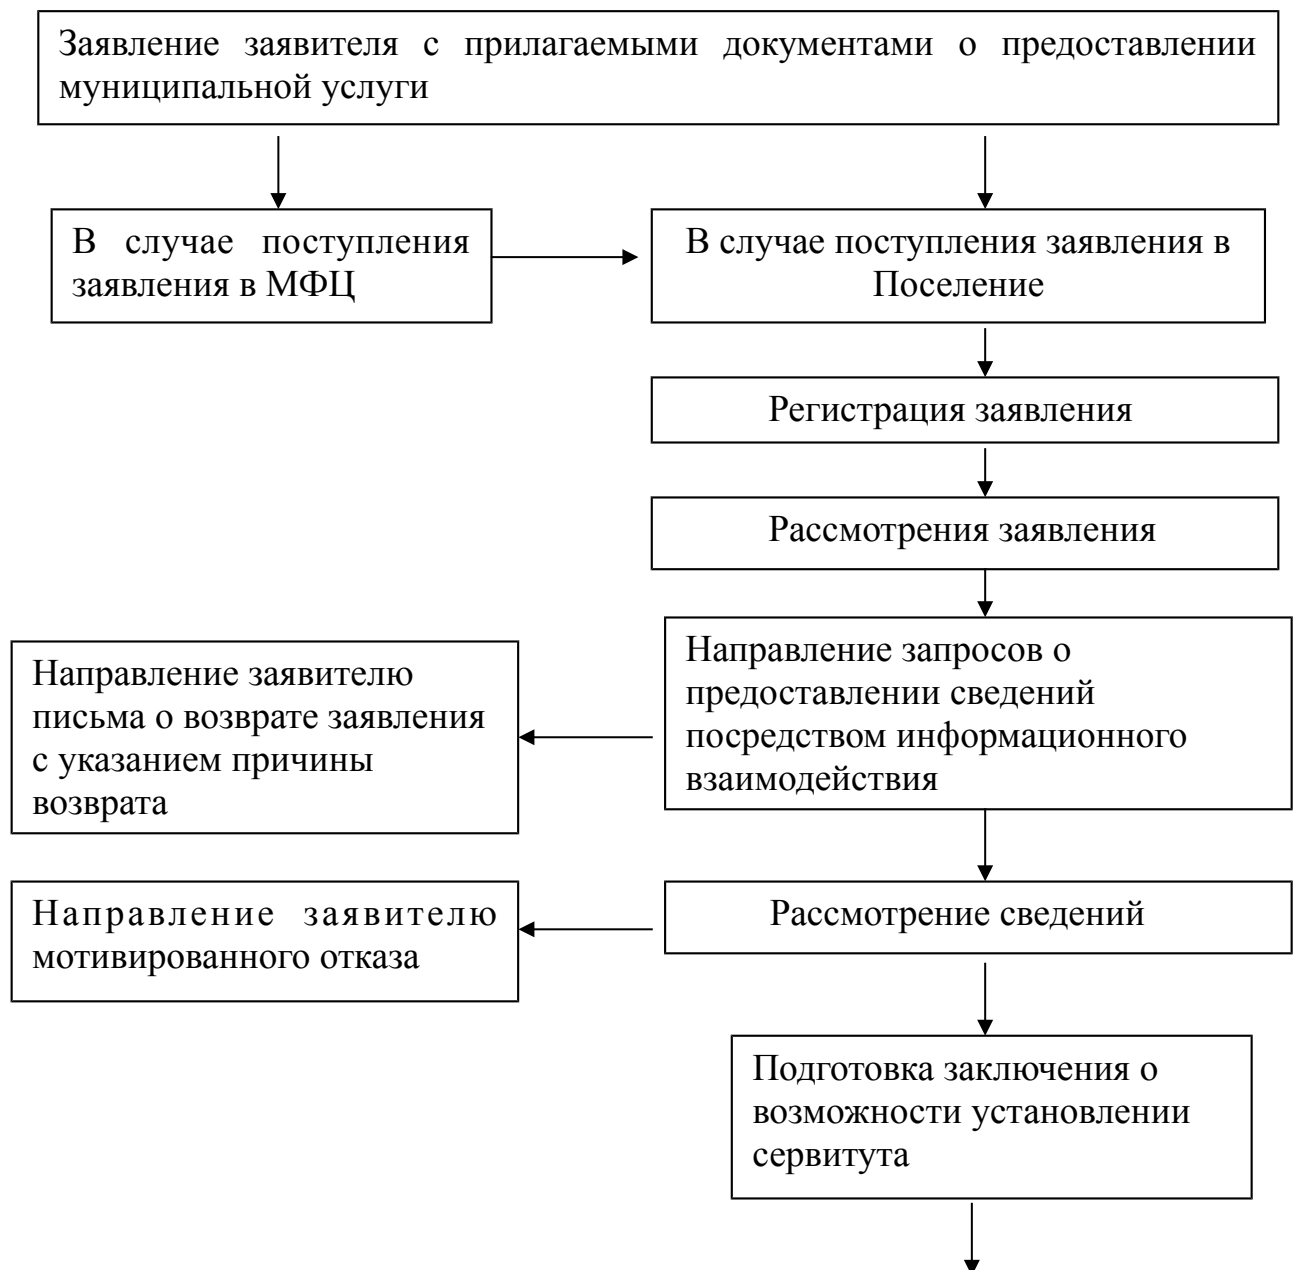 Заявление заявителя с прилагаемыми документами о предоставлении
муниципальной услуги
В случае поступления
заявления в МФЦ
В случае поступления заявления в
Поселение
Регистрация заявления
Рассмотрения заявления
Направление запросов о
предоставлении сведений
посредством информационного
взаимодействия
Направление заявителю
письма о возврате заявления
с указанием причины
возврата
Рассмотрение сведений
Направление заявителю
мотивированного отказа
Подготовка заключения о
возможности установлении
сервитута